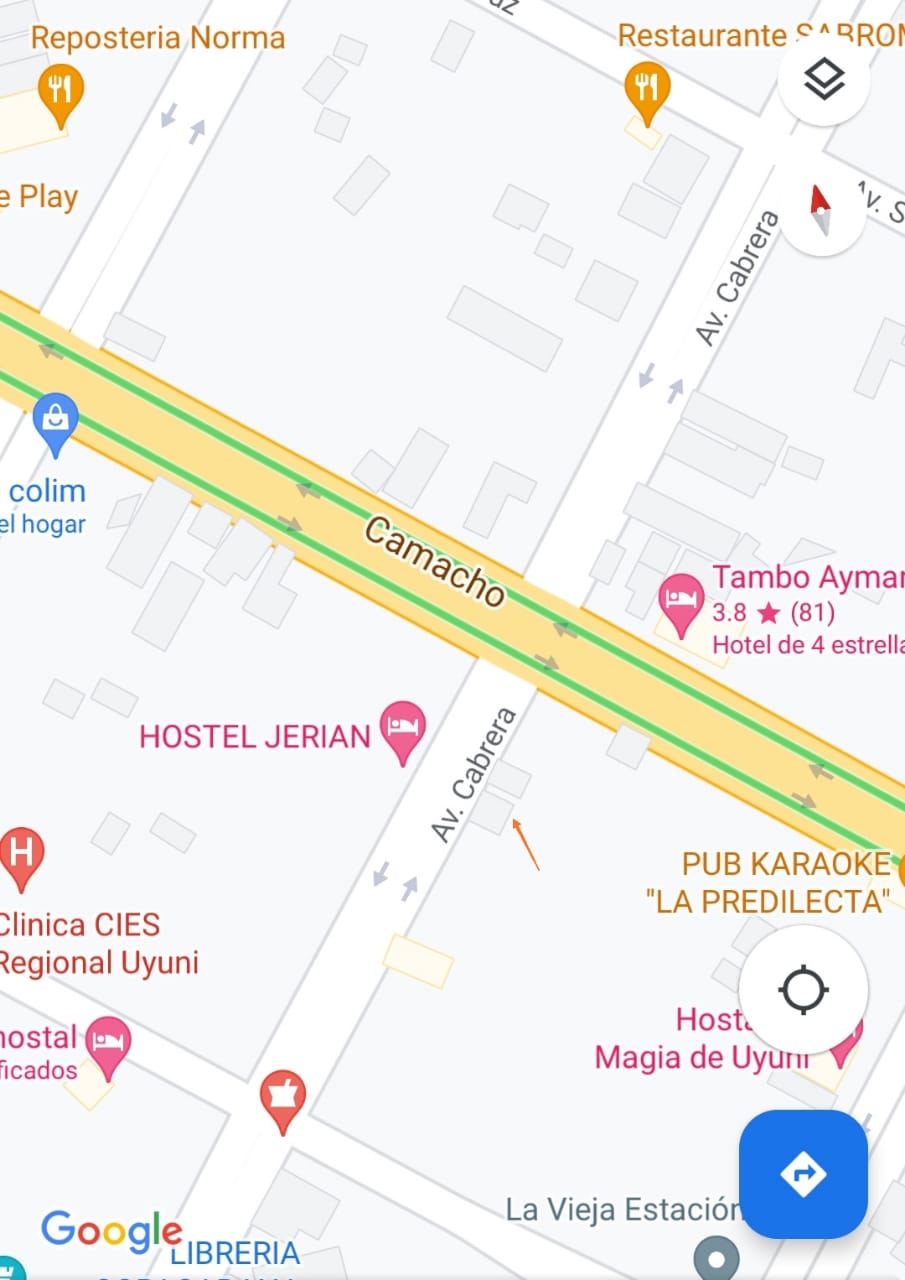 Reposteria Norma
Restaurante
e Play
Av. S
Av. Cabrera
colim
el hogar
Camacho
Tambo Aymar
3.8 ★ (81)
Hotel de 4 estrella
HOSTEL JERIAN
Av. Cabrera
H
PUB KARAOKE
"LA PREDILECTA"
Clinica CIES
Regional Uyuni
Magia de Uyuni
hostal
ficados
La Vieja Estación
Google
LIBRERIA